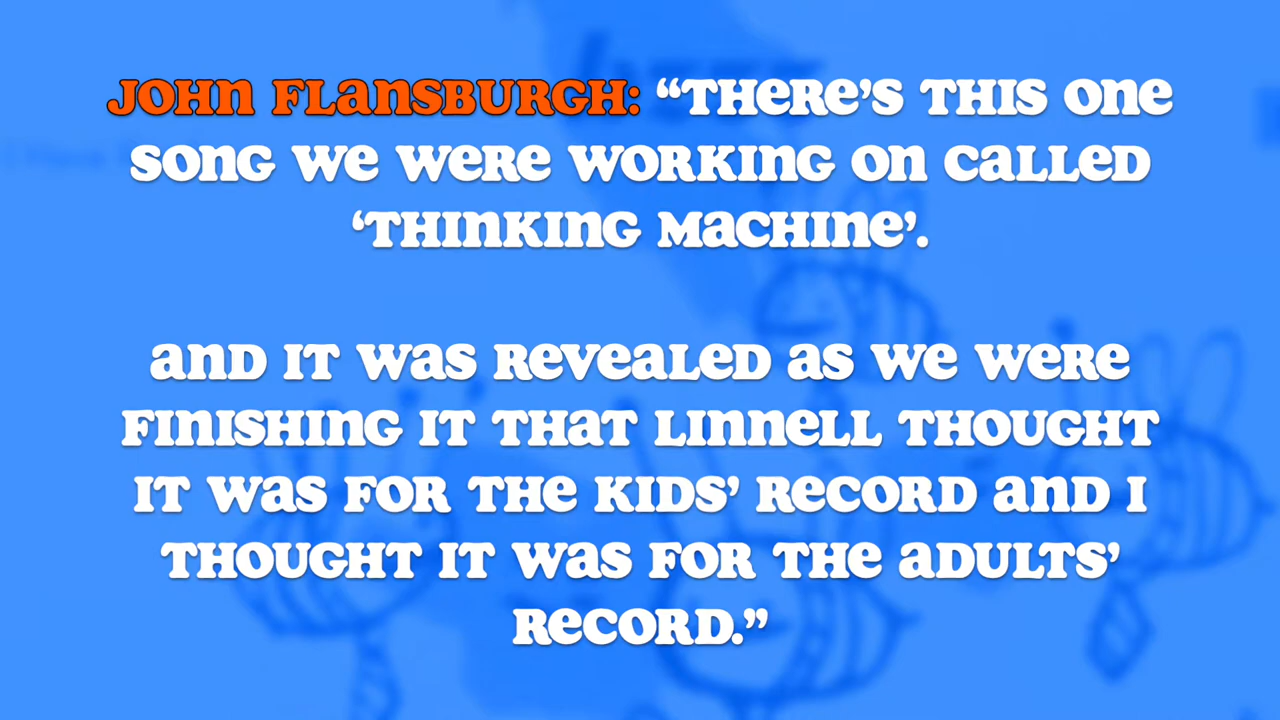 JOHN FLANSBURGH: “THERE’S THIS ONE
SONG WE WERE WORKING ON CALLED
‘THINKING MACHINE’.
AND IT WAS REVEALED AS WE WERE
FINISHING IT THAT LINNELL THOUGHT
IT WAS FOR THE KIDS’ RECORD AND I
THOUGHT IT WAS FOR THE ADULTS’
RECORD.”